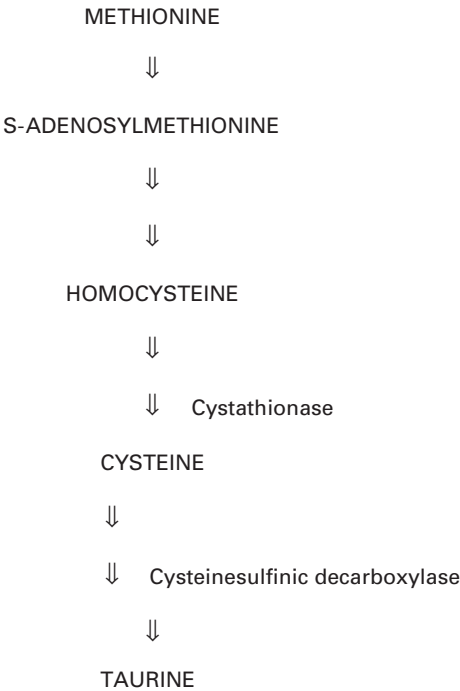 METHIONINE
⇓
S-ADENOSYLMETHIONINE
⇓
⇓
HOMOCYSTEINE
⇓
⇓ Cystathionase
CYSTEINE
⇓
⇓ Cysteinesulfinic decarboxylase
⇓
TAURINE